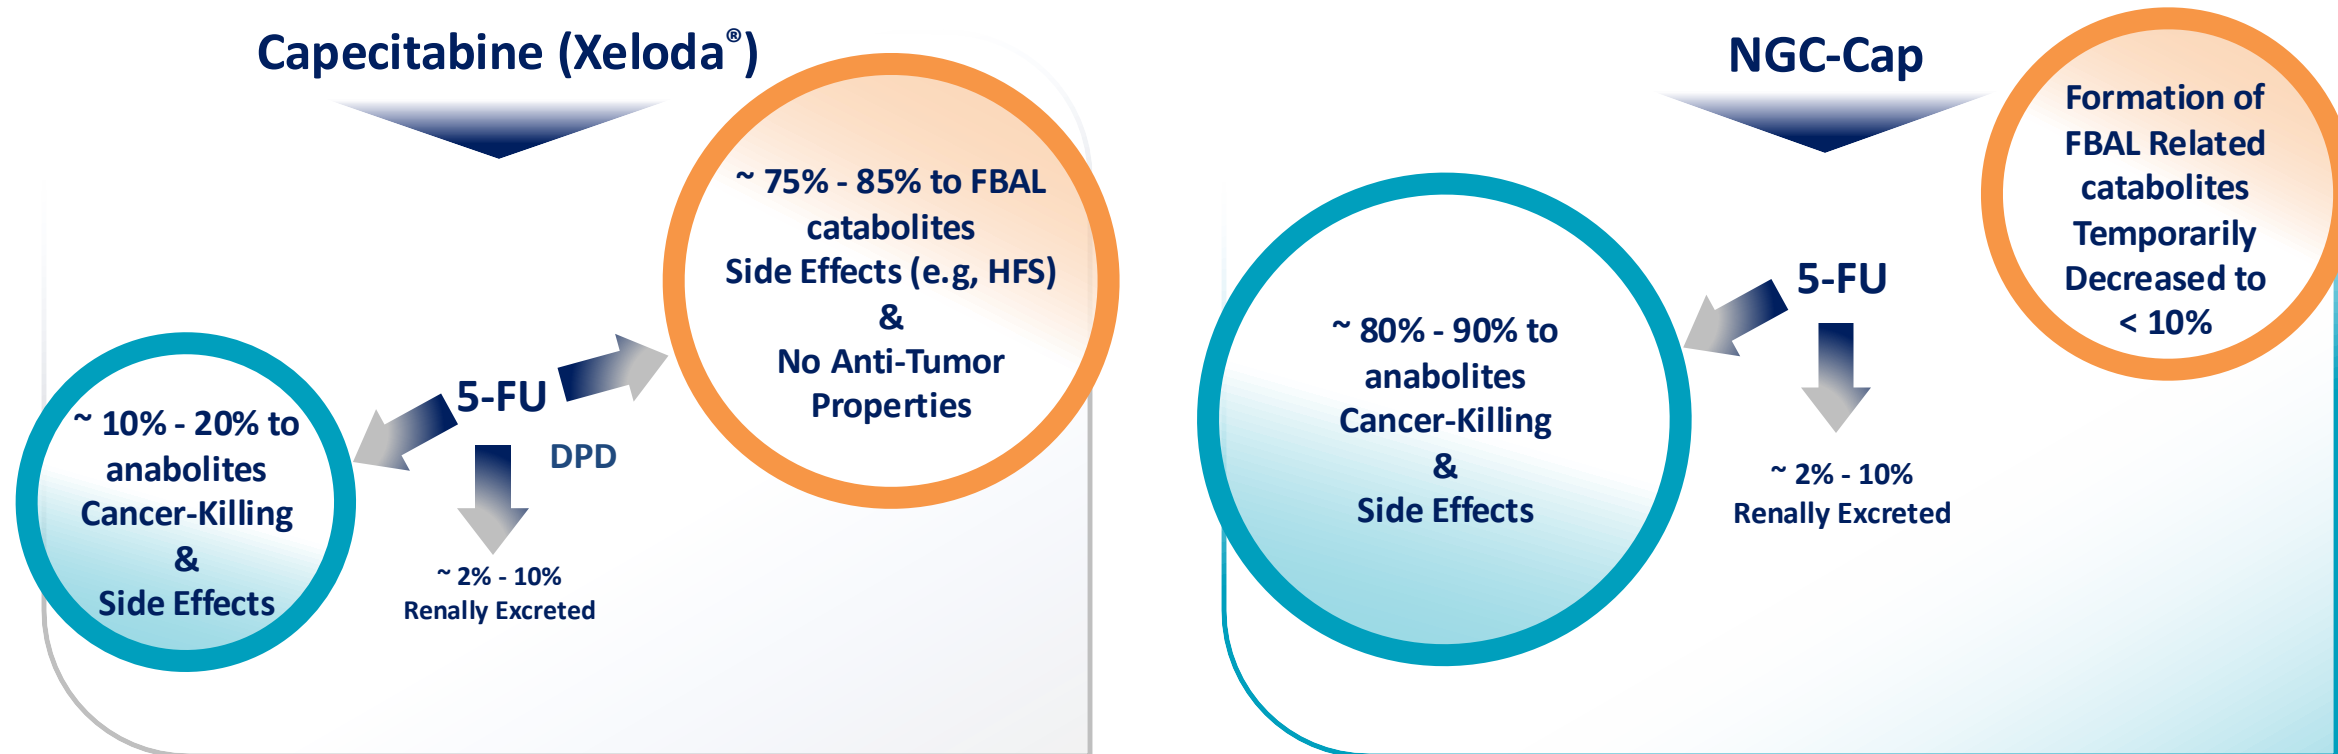 Capecitabine (Xeloda®)
~ 75% - 85% to FBAL
catabolites
Side Effects (e.g, HFS)
&
No Anti-Tumor
Properties
5-FU
DPD
~ 10% - 20% to
anabolites
Cancer-Killing
&
Side Effects
~ 2% - 10%
Renally Excreted
NGC-Cap
Formation of
FBAL Related
catabolites
Temporarily
Decreased to
< 10%
5-FU
~ 80% - 90% to
anabolites
Cancer-Killing
&
Side Effects
~ 2% - 10%
Renally Excreted